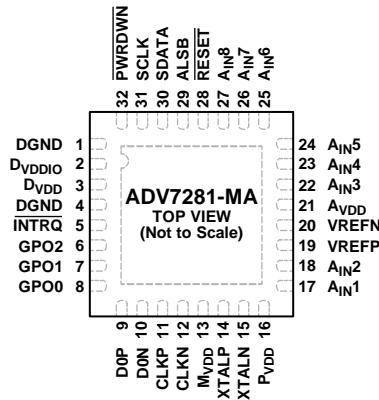 32 PWRDWN
31 SCLK
30 SDATA
29 ALSB
28 RESET
27 AIN8
26 AIN7
25 AIN6
DGND 1
DVDDIO 2
DVDD 3
DGND 4
INTRQ 5
GPO2 6
GPO1 7
GPO0 8
ADV7281-MA
TOP VIEW
(Not to Scale)
24 AIN5
23 AIN4
22 AIN3
21 AVDD
20 VREFN
19 VREFP
18 AIN2
17 AIN1
D0P 9
D0N 10
CLKP 11
CLKN 12
MVDD 13
XTALP 14
XTALN 15
PVDD 16